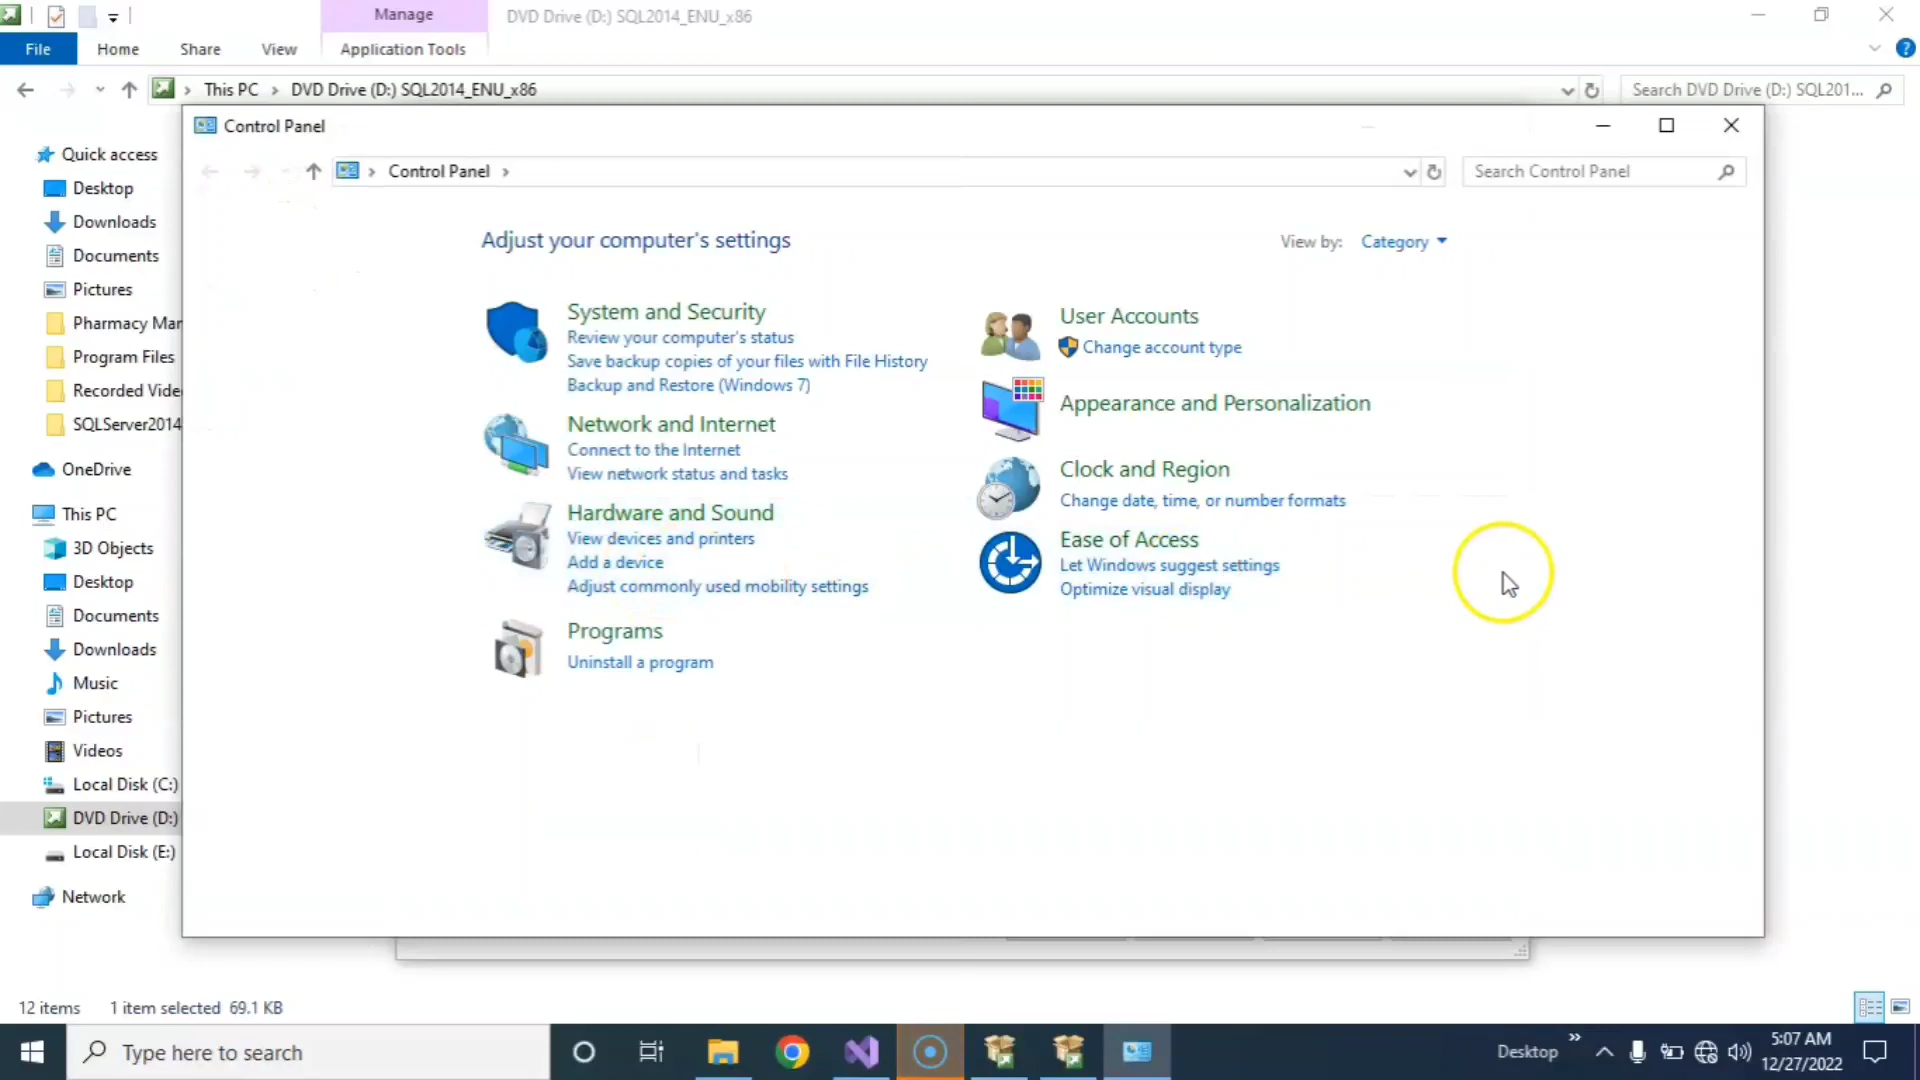 Manage
DVD Drive (D:) SQL2014_ENU_x86
File
Home
Share
View
Application Tools
This PC
DVD Drive (D:) SQL2014_ENU_x86
Search DVD Drive (D:) SQL201...
Control Panel
Control Panel
Search Control Panel
Quick access
Desktop
Downloads
Documents
Pictures
Pharmacy Mar
Program Files
Recorded Vide
SQLServer2014
OneDrive
This PC
3D Objects
Desktop
Documents
Downloads
Music
Pictures
Videos
Local Disk (C:)
DVD Drive (D:)
Local Disk (E:)
Network
Adjust your computer's settings
View by: Category
System and Security
Review your computer's status
Save backup copies of your files with File History
Backup and Restore (Windows 7)
Network and Internet
Connect to the Internet
View network status and tasks
Hardware and Sound
View devices and printers
Add a device
Adjust commonly used mobility settings
Programs
Uninstall a program
User Accounts
Change account type
Appearance and Personalization
Clock and Region
Change date, time, or number formats
Ease of Access
Let Windows suggest settings
Optimize visual display
12 items
1 item selected 69.1 KB
Type here to search
Desktop
5:07 AM
12/27/2022